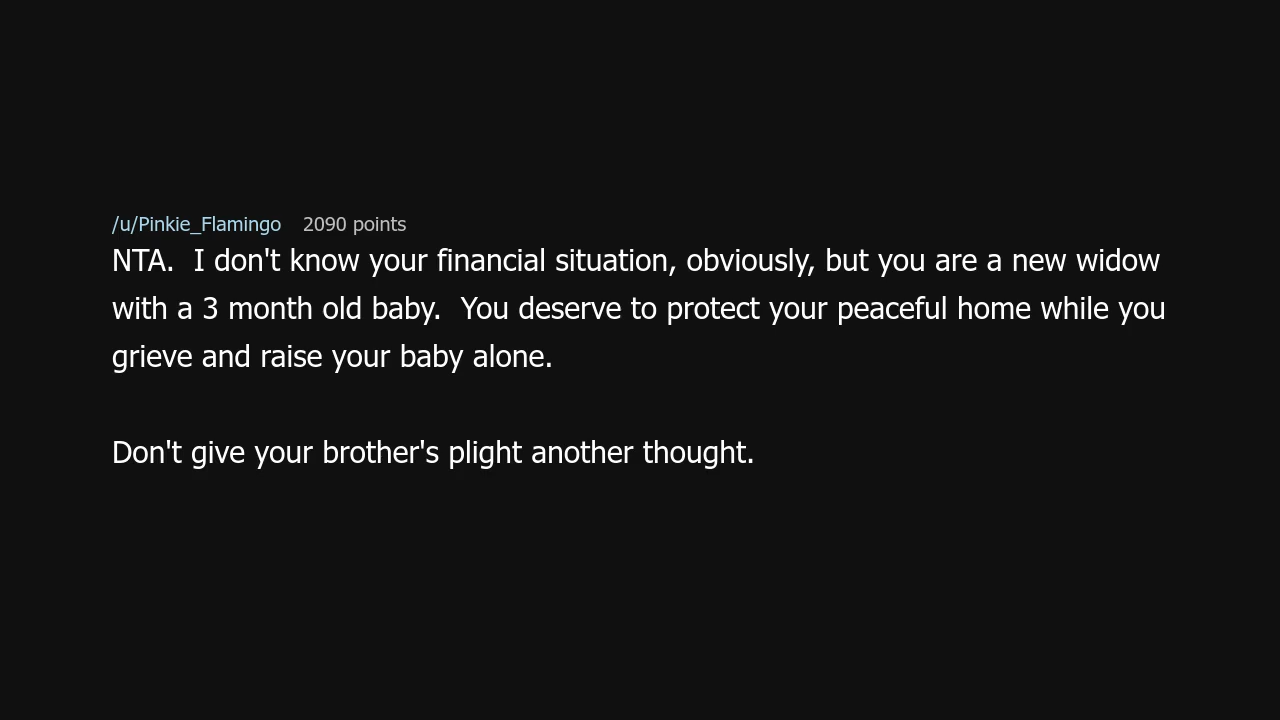 /u/Pinkie_Flamingo 2090 points
NTA.  I don't know your financial situation, obviously, but you are a new widow
with a 3 month old baby.  You deserve to protect your peaceful home while you
grieve and raise your baby alone.
Don't give your brother's plight another thought.